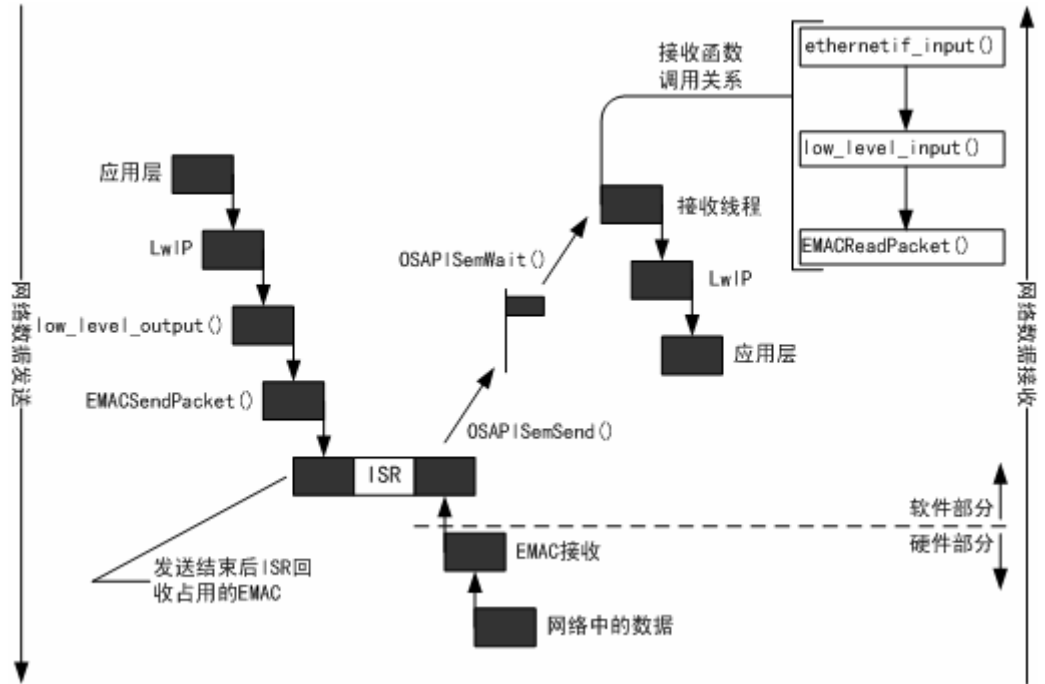 ethernetif_input()
接收函数
调用关系
low_level_input()
应用层
接收线程
LwIP
EMACReadPacket()
OSAPISemWait()
LwIP
low_level_output()
应用层
网络数据发送
网络数据接收
EMACSendPacket()
OSAPISemSend()
ISR
软件部分
硬件部分
EMAC接收
发送结束后ISR回
收占用的EMAC
网络中的数据